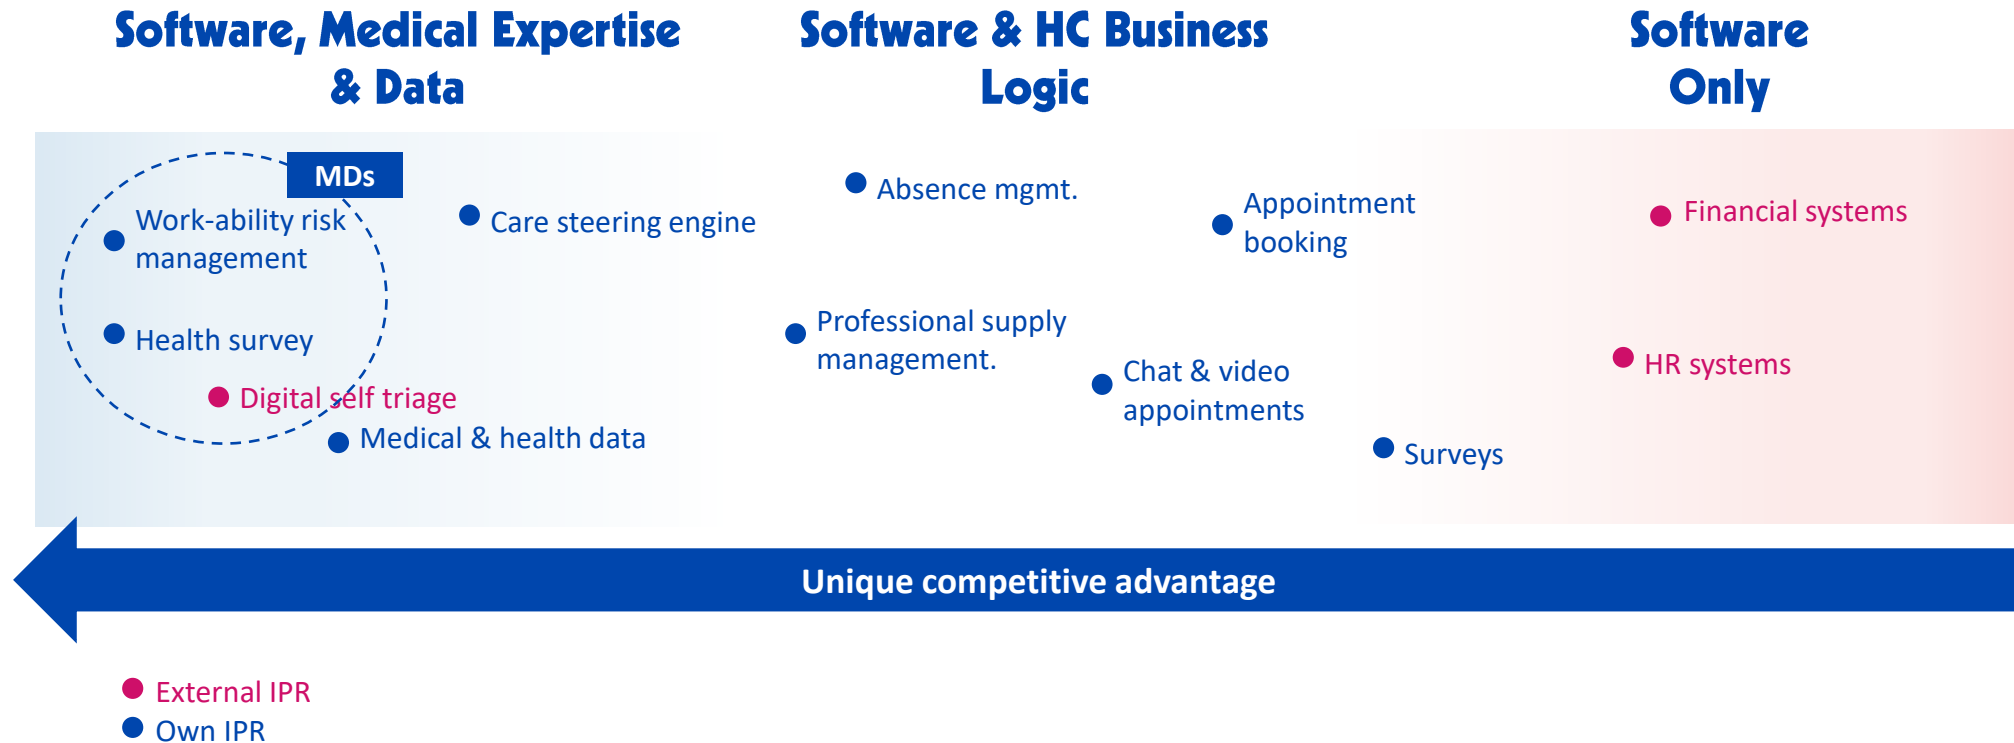 Software, Medical Expertise
& Data
Software & HC Business
Logic
Software
Only
MDs
Work-ability risk
management
Health survey
Digital self triage
Medical & health data
Care steering engine
Absence mgmt.
Professional supply
management.
Appointment
booking
Chat & video
appointments
Surveys
Financial systems
HR systems
Unique competitive advantage
External IPR
Own IPR